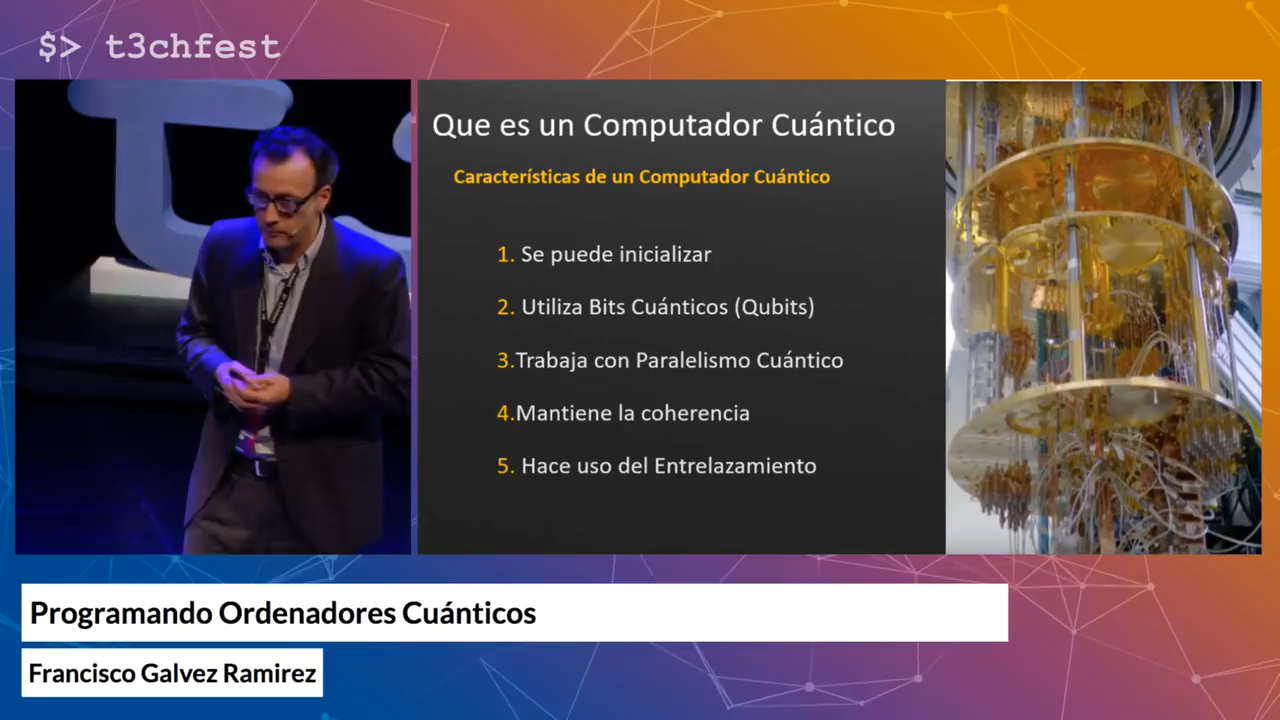 $> t3chfest
Que es un Computador Cuántico
Características de un Computador Cuántico
1. Se puede inicializar
2. Utiliza Bits Cuánticos (Qubits)
3.Trabaja con Paralelismo Cuántico
4.Mantiene la coherencia
5. Hace uso del Entrelazamiento
Programando Ordenadores Cuánticos
Francisco Galvez Ramirez